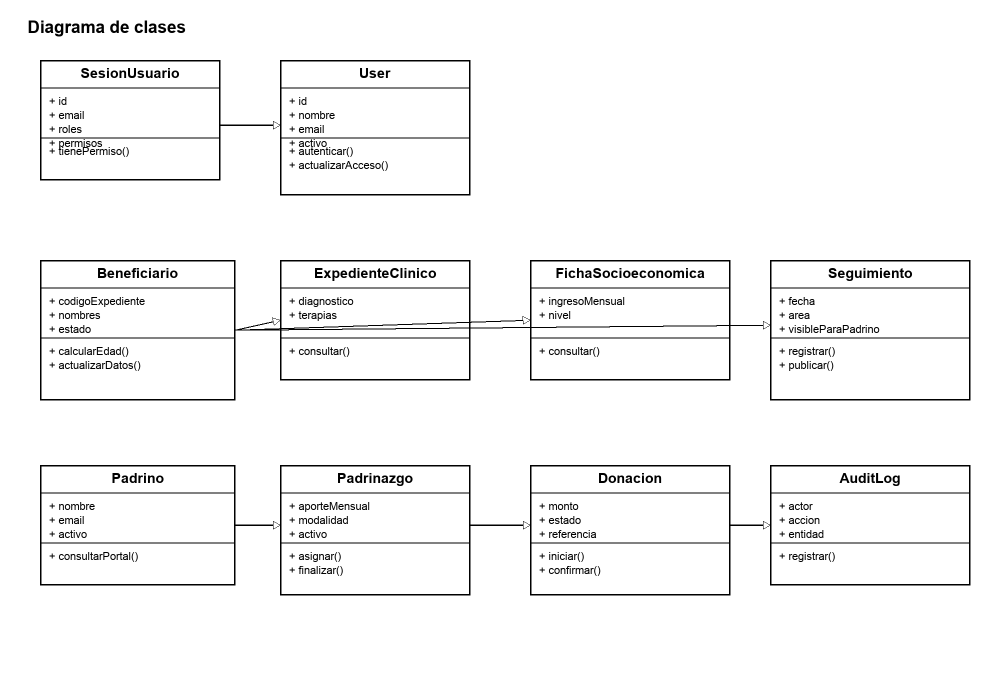 Diagrama de clases
SesionUsuario
+ id
+ email
+ roles
+ permisos
+ tienePermiso()
User
+ id
+ nombre
+ email
+ activo
+ autenticar()
+ actualizarAcceso()
Beneficiario
+ codigoExpediente
+ nombres
+ estado
+ calcularEdad()
+ actualizarDatos()
ExpedienteClinico
+ diagnostico
+ terapias
+ consultar()
FichaSocioeconomica
+ ingresoMensual
+ nivel
+ consultar()
Seguimiento
+ fecha
+ area
+ visibleParaPadrino
+ registrar()
+ publicar()
Padrino
+ nombre
+ email
+ activo
+ consultarPortal()
Padrinazgo
+ aporteMensual
+ modalidad
+ activo
+ asignar()
+ finalizar()
Donacion
+ monto
+ estado
+ referencia
+ iniciar()
+ confirmar()
AuditLog
+ actor
+ accion
+ entidad
+ registrar()